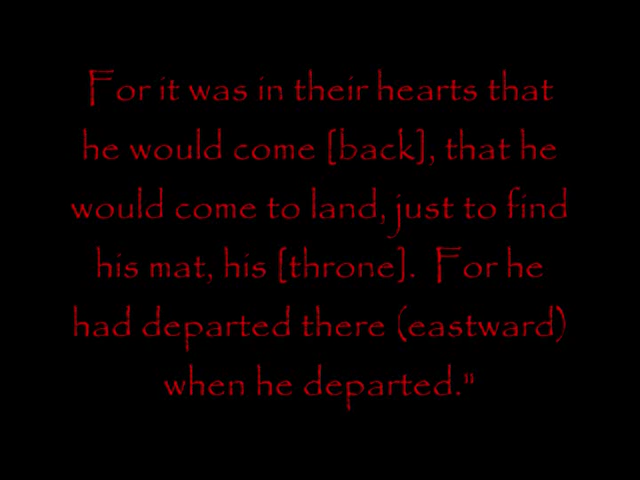 For it was in their hearts that
he would come [back], that he
would come to land, just to find
his mat, his [throne].  For he
had departed there (eastward)
when he departed."